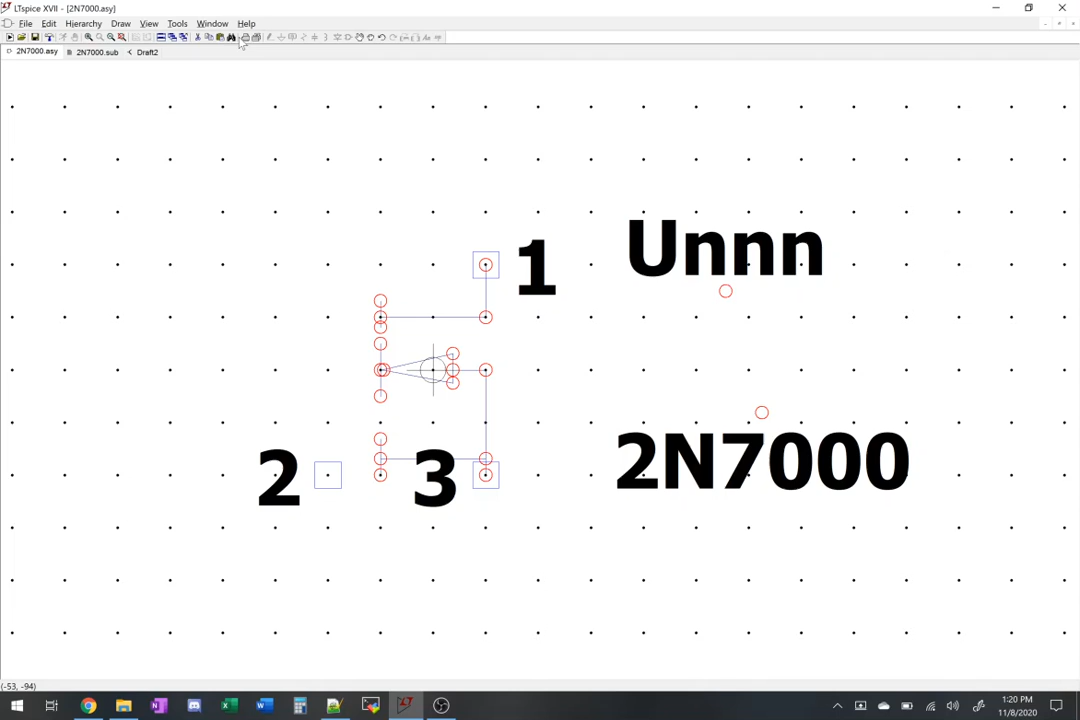 LTspice XVII - [2N7000.asy]
File Edit Hierarchy Draw View Tools Window Help
2N7000.asy 2N7000.sub Draft2
Unnn
1
2N7000
2
3
(-53, -94)
1:20 PM
11/8/2020